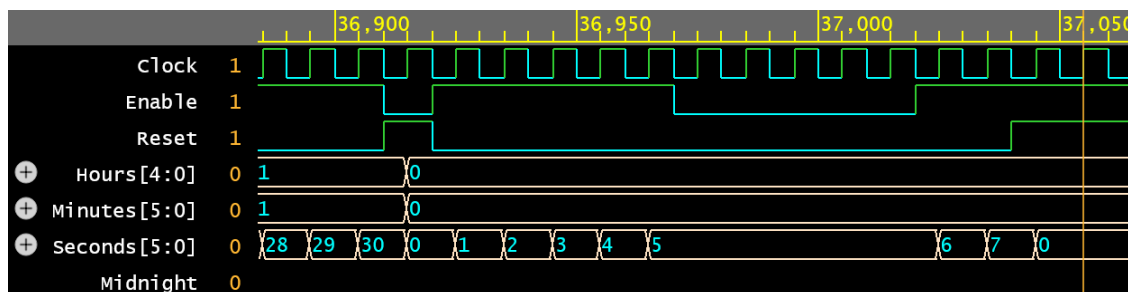 36,900 36,950 37,000 37,050
Clock 1
Enable 1
Reset 1
Hours[4:0] 0 1 0
Minutes[5:0] 0 1 0
Seconds[5:0] 0 28 29 30 0 1 2 3 4 5 6 7 0
Midnight 0